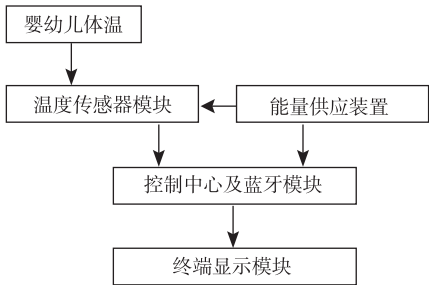 婴幼儿体温
温度传感器模块
能量供应装置
控制中心及蓝牙模块
终端显示模块